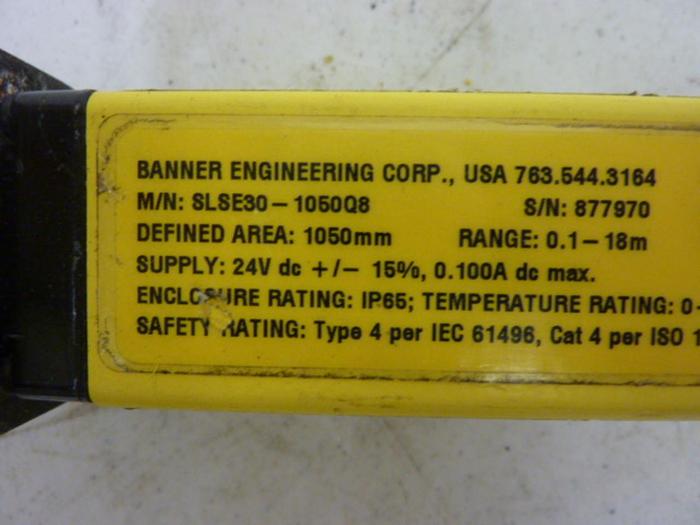 BANNER ENGINEERING CORP., USA 763.544.3164
M/N: SLSE30-1050Q8 S/N: 877970
DEFINED AREA: 1050mm RANGE: 0.1-18m
SUPPLY: 24V dc +/- 15%, 0.100A dc max.
ENCLOSURE RATING: IP65; TEMPERATURE RATING: 0-
SAFETY RATING: Type 4 per IEC 61496, Cat 4 per ISO 1